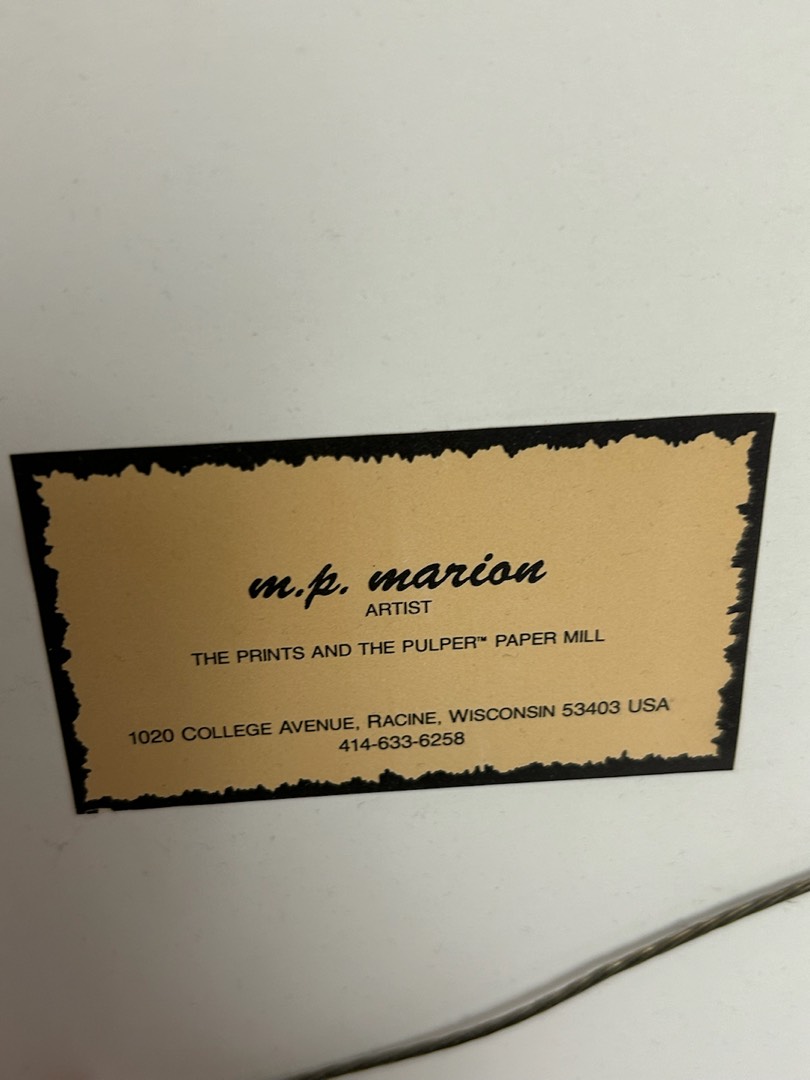 m.p. marion
ARTIST
THE PRINTS AND THE PULPER™ PAPER MILL
1020 COLLEGE AVENUE, RACINE, WISCONSIN 53403 USA
414-633-6258